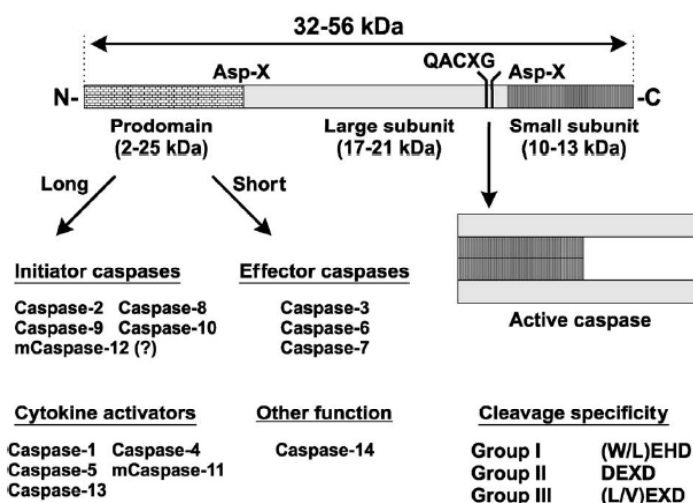 32-56 kDa
QACXG
Asp-X Asp-X
N- -C
Prodomain Large subunit Small subunit
(2-25 kDa) (17-21 kDa) (10-13 kDa)
Long Short
Initiator caspases Effector caspases
Caspase-2 Caspase-8 Caspase-3
Caspase-9 Caspase-10 Caspase-6
mCaspase-12 (?) Caspase-7
Active caspase
Cytokine activators Other function Cleavage specificity
Caspase-1 Caspase-4 Caspase-14 Group I (W/L)EHD
Caspase-5 mCaspase-11 Group II DEXD
Caspase-13 Group III (L/V)EXD